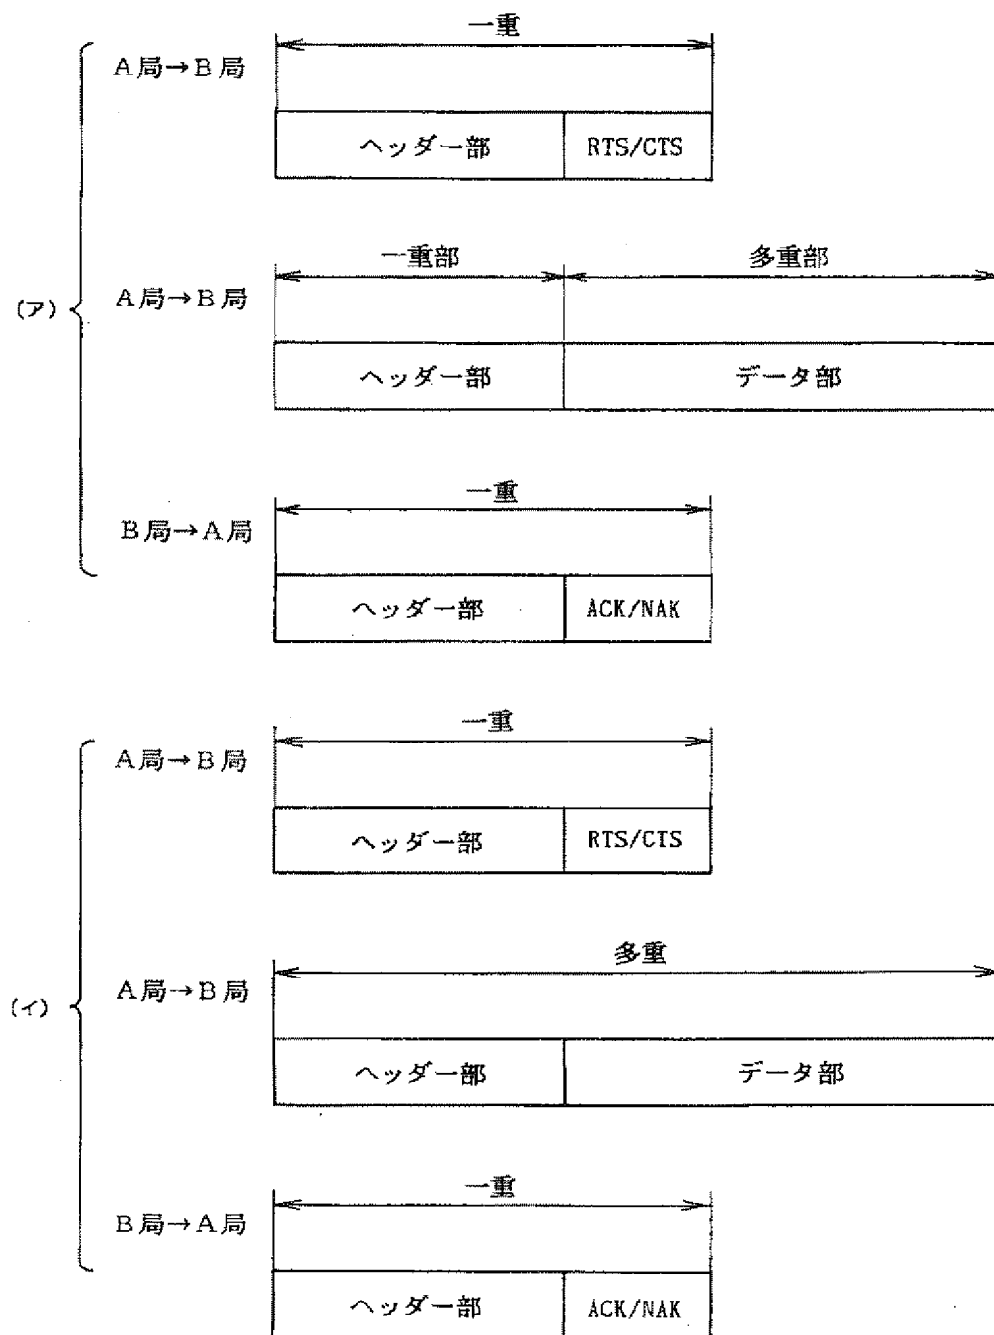 一重
A局→B局
ヘッダー部 RTS/CTS
一重部 多重部
A局→B局
(ア)
ヘッダー部 データ部
一重
B局→A局
ヘッダー部 ACK/NAK
一重
A局→B局
ヘッダー部 RTS/CTS
多重
A局→B局
(イ)
ヘッダー部 データ部
一重
B局→A局
ヘッダー部 ACK/NAK